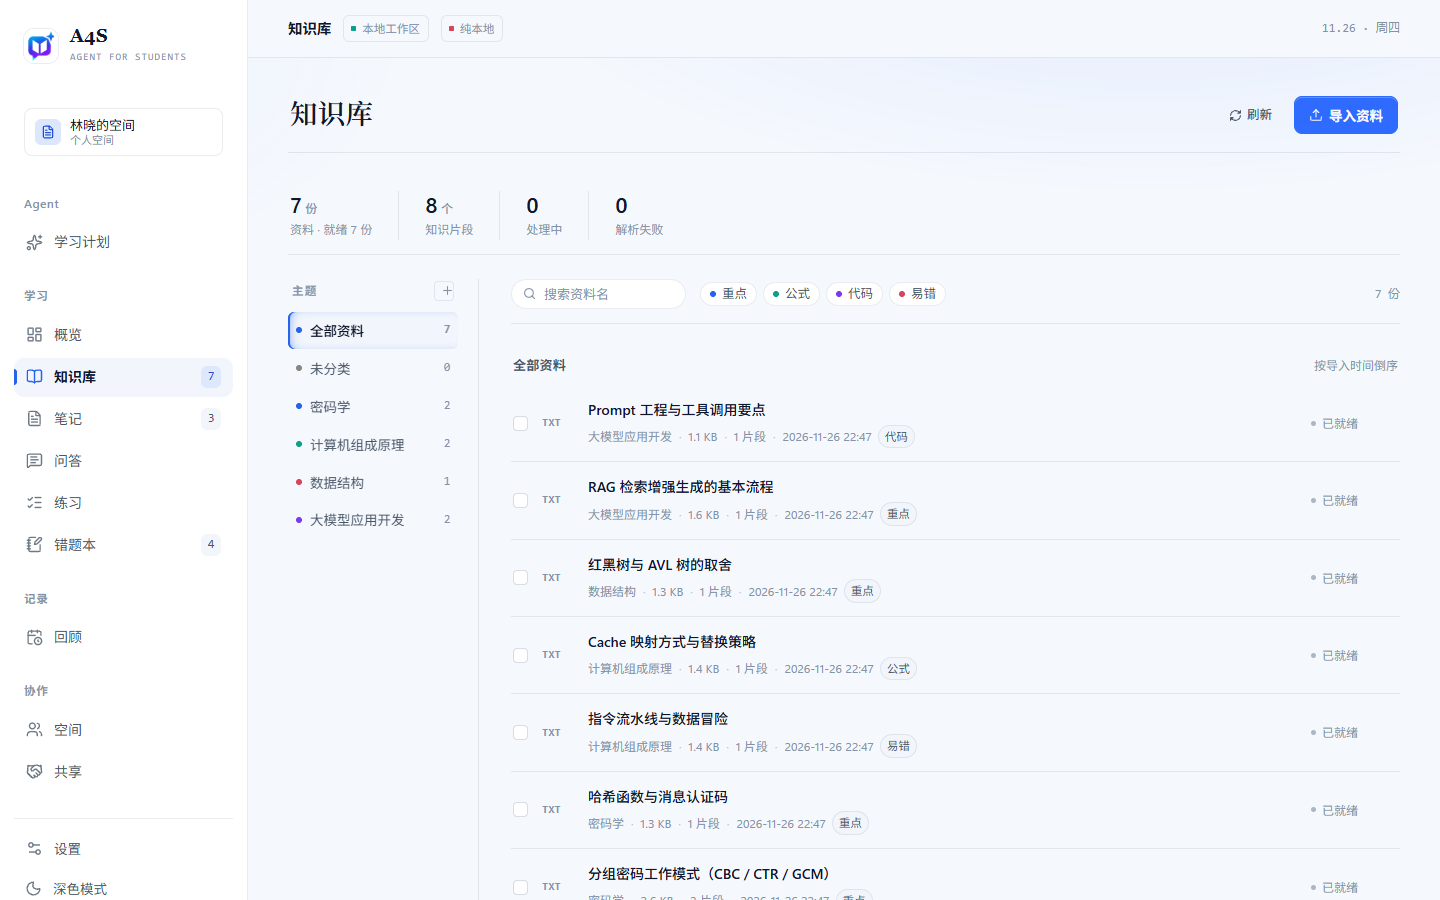 A4S
AGENT FOR STUDENTS
林晓的空间
个人空间
Agent
学习计划
学习
概览
知识库 7
笔记 3
问答
练习
错题本 4
记录
回顾
协作
空间
共享
设置
深色模式
知识库 本地工作区 纯本地 11.26 · 周四
知识库 刷新 导入资料
7 份 8 个 0 0
资料 · 就绪 7 份 知识片段 处理中 解析失败
主题
全部资料 7
未分类 0
密码学 2
计算机组成原理 2
数据结构 1
大模型应用开发 2
搜索资料名 重点 公式 代码 易错 7 份
全部资料 按导入时间倒序
Prompt 工程与工具调用要点
TXT 已就绪
大模型应用开发 · 1.1 KB · 1 片段 · 2026-11-26 22:47 代码
RAG 检索增强生成的基本流程
TXT 已就绪
大模型应用开发 · 1.6 KB · 1 片段 · 2026-11-26 22:47 重点
红黑树与 AVL 树的取舍
TXT 已就绪
数据结构 · 1.3 KB · 1 片段 · 2026-11-26 22:47 重点
Cache 映射方式与替换策略
TXT 已就绪
计算机组成原理 · 1.4 KB · 1 片段 · 2026-11-26 22:47 公式
指令流水线与数据冒险
TXT 已就绪
计算机组成原理 · 1.4 KB · 1 片段 · 2026-11-26 22:47 易错
哈希函数与消息认证码
TXT 已就绪
密码学 · 1.3 KB · 1 片段 · 2026-11-26 22:47 重点
分组密码工作模式（CBC / CTR / GCM）
TXT 已就绪